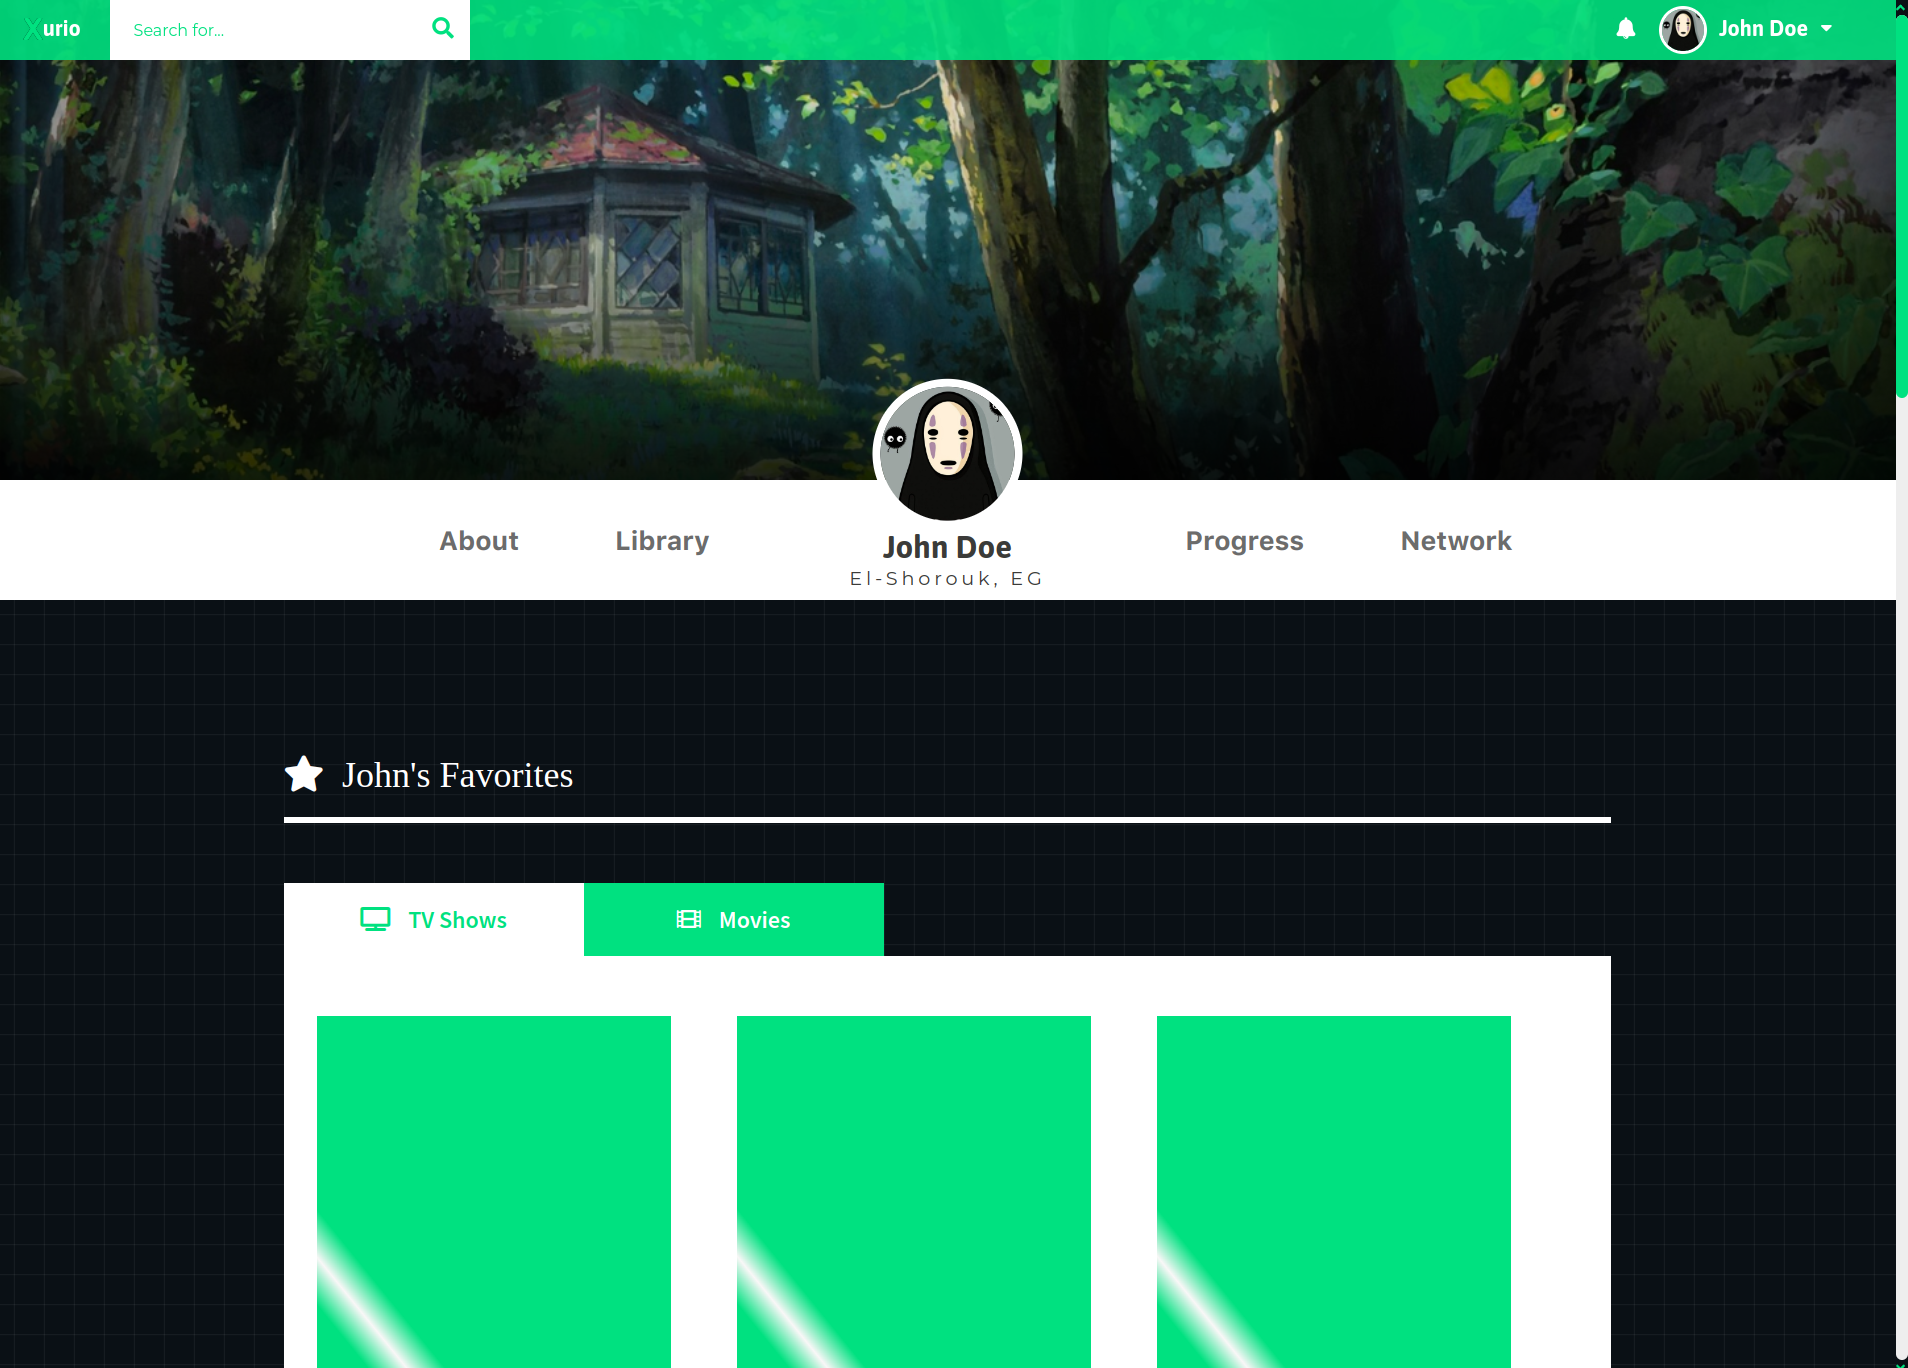 Xurio
Search for...
John Doe
About
Library
John Doe
El-Shorouk, EG
Progress
Network
John's Favorites
TV Shows
Movies